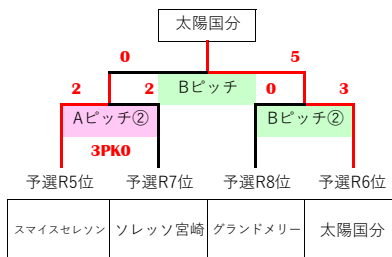 太陽国分
0 5
2 2 Bピッチ 0 3
Aピッチ② Bピッチ②
3PK0
予選R5位 予選R7位 予選R8位 予選R6位
スマイスセレソン ソレッソ宮崎 グランドメリー 太陽国分